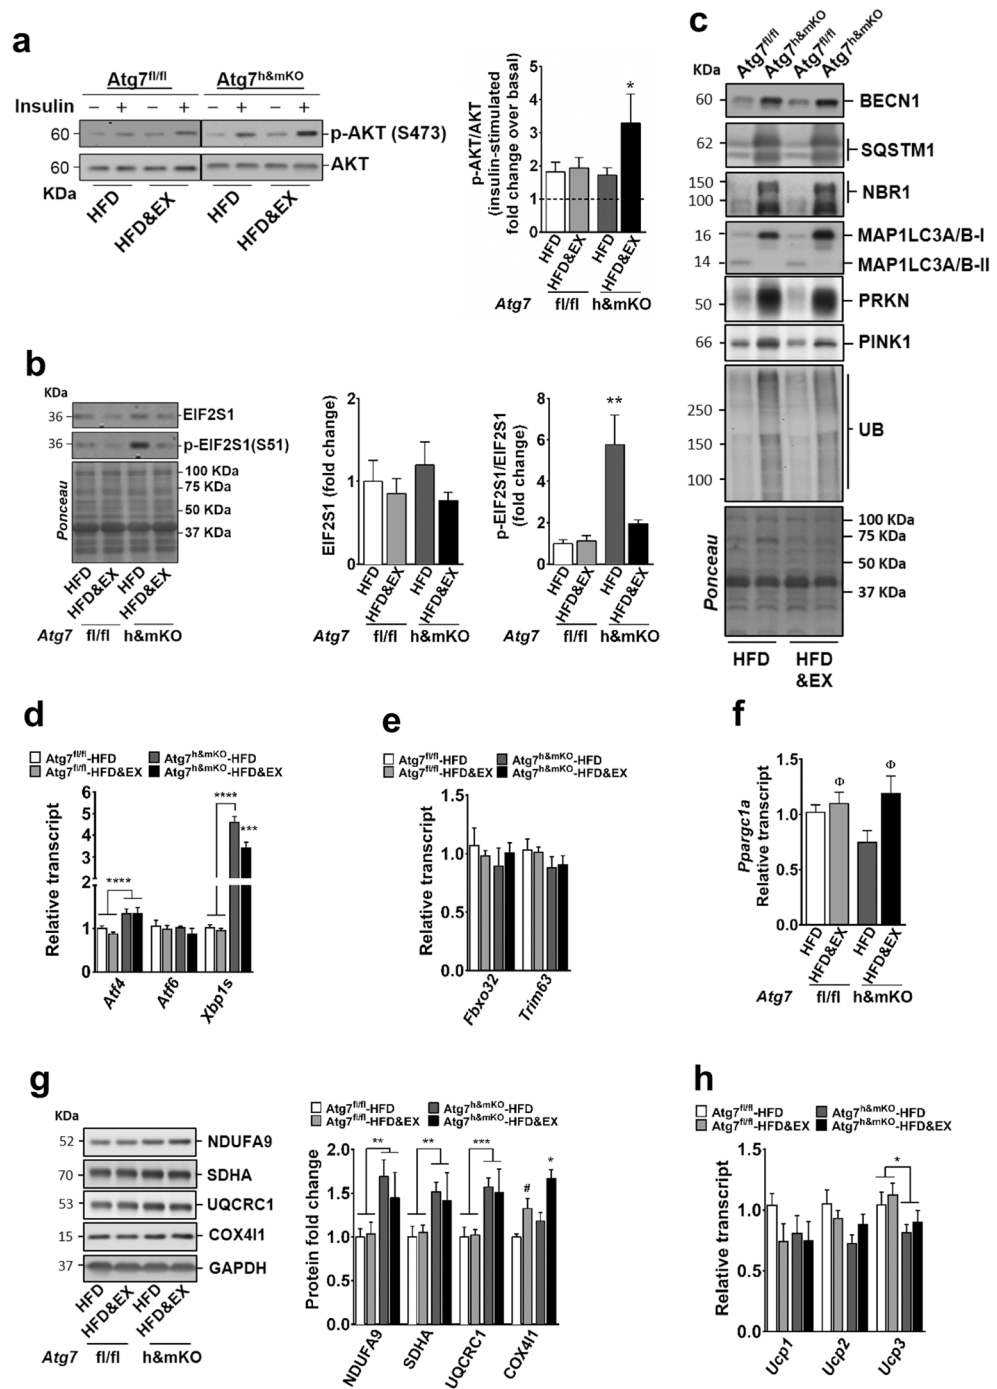 a
Atg7fl/fl Atg7h&mKO
Insulin – + – + – + – +
60 p-AKT (S473)
60 AKT
KDa
HFD HFD&EX HFD HFD&EX
p-AKT/AKT
(insulin-stimulated
fold change over basal)
5
4
3
2
1
0
*
HFD HFD&EX HFD HFD&EX
Atg7 fl/fl h&mKO
b
KDa
36 EIF2S1
36 p-EIF2S1(S51)
Ponceau
100 KDa
75 KDa
50 KDa
37 KDa
HFD HFD&EX HFD HFD&EX
Atg7 fl/fl h&mKO
EIF2S1 (fold change)
2
1
0
HFD HFD&EX HFD HFD&EX
Atg7 fl/fl h&mKO
p-EIF2S1/EIF2S1
(fold change)
8
6
4
2
0
**
HFD HFD&EX HFD HFD&EX
Atg7 fl/fl h&mKO
c
Atg7fl/fl Atg7h&mKO Atg7fl/fl Atg7h&mKO
KDa
60 BECN1
62 SQSTM1
150 NBR1
100
16 MAP1LC3A/B-I
14 MAP1LC3A/B-II
50 PRKN
66 PINK1
250 UB
150
100
Ponceau
100 KDa
75 KDa
50 KDa
37 KDa
HFD HFD
&EX
d
Atg7fl/fl-HFD Atg7h&mKO-HFD
Atg7fl/fl-HFD&EX Atg7h&mKO-HFD&EX
Relative transcript
6
5
4
3
2
1
0
2
**** **** ***
Atf4 Atf6 Xbp1s
e
Atg7fl/fl-HFD Atg7h&mKO-HFD
Atg7fl/fl-HFD&EX Atg7h&mKO-HFD&EX
Relative transcript
1.5
1.0
0.5
0.0
Fbxo32 Trim63
f
Ppargc1a
Relative transcript
1.5
1.0
0.5
0.0
Φ Φ
HFD HFD&EX HFD HFD&EX
Atg7 fl/fl h&mKO
g
KDa
52 NDUFA9
70 SDHA
53 UQCRC1
15 COX4I1
37 GAPDH
HFD HFD&EX HFD HFD&EX
Atg7 fl/fl h&mKO
Atg7fl/fl-HFD Atg7h&mKO-HFD
Atg7fl/fl-HFD&EX Atg7h&mKO-HFD&EX
Protein fold change
2.0
1.5
1.0
0.5
0.0
** ** *** # *
NDUFA9 SDHA UQCRC1 COX4I1
h
Atg7fl/fl-HFD Atg7h&mKO-HFD
Atg7fl/fl-HFD&EX Atg7h&mKO-HFD&EX
Relative transcript
1.5
1.0
0.5
0.0
*
Ucp1 Ucp2 Ucp3